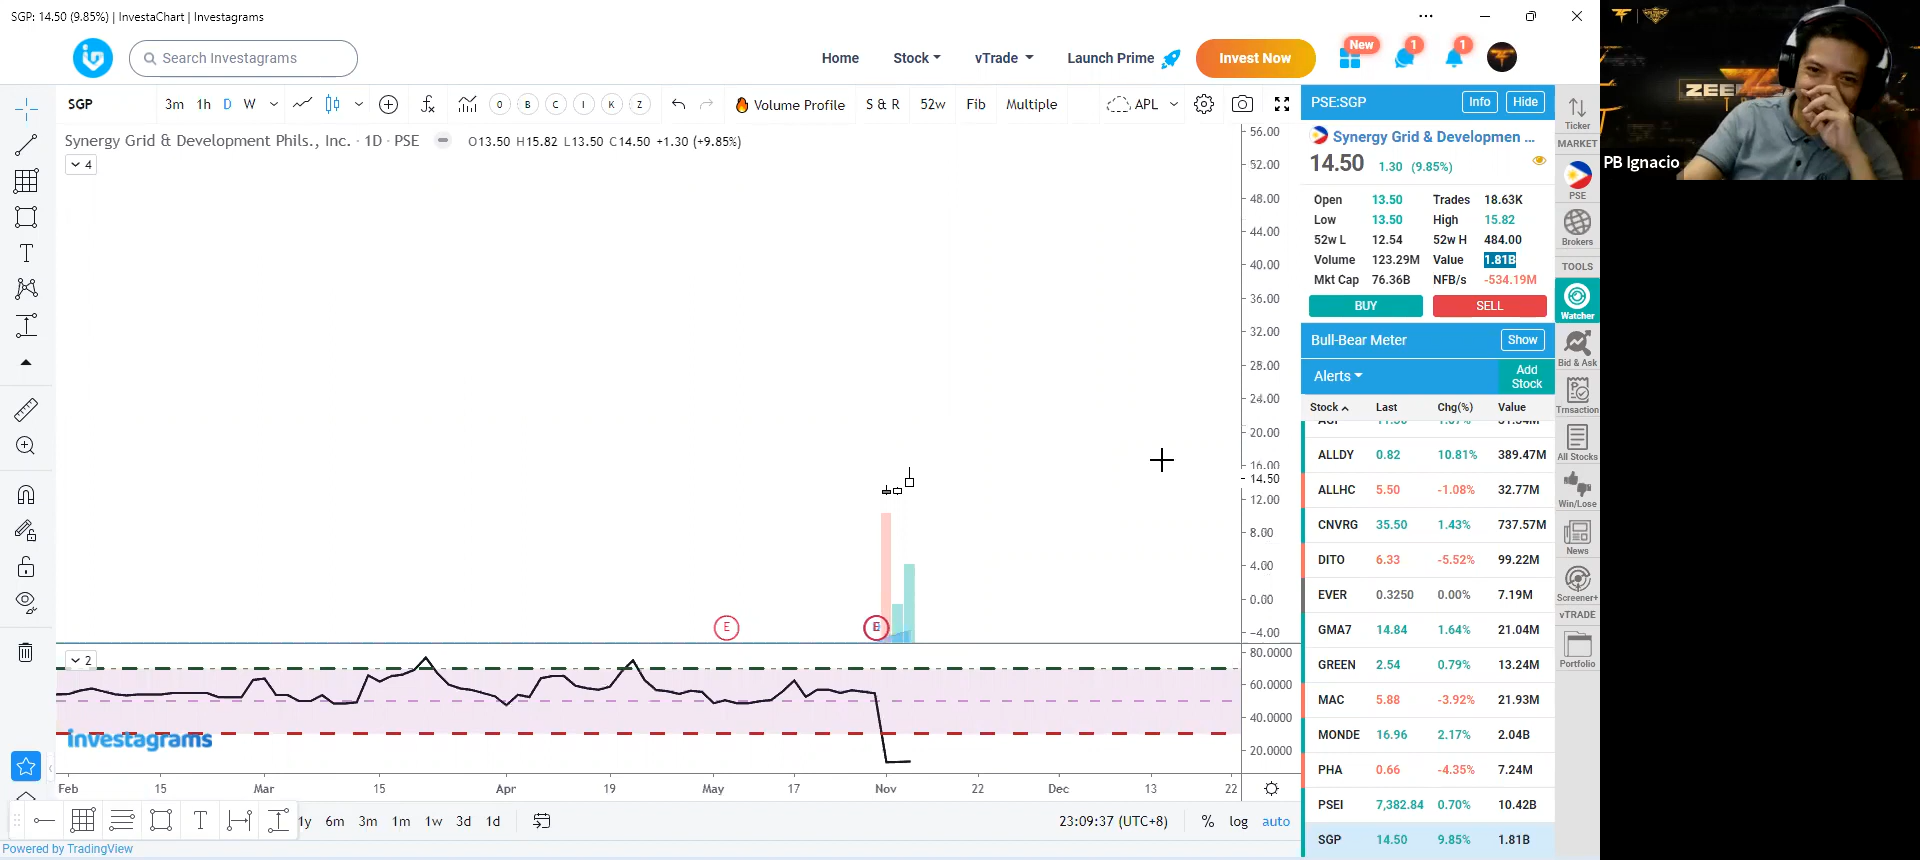 SGP: 14.50 (9.85%) | InvestaChart | Investagrams
Search Investagrams
Home Stock vTrade Launch Prime Invest Now New 1 1
SGP 3m 1h D W O B C I K Z Volume Profile S & R 52w Fib Multiple APL
Synergy Grid & Development Phils., Inc. · 1D · PSE O13.50 H15.82 L13.50 C14.50 +1.30 (+9.85%)
4
56.00
52.00
48.00
44.00
40.00
36.00
32.00
28.00
24.00
20.00
16.00
14.50
12.00
8.00
4.00
0.00
-4.00
E E
2
80.0000
60.0000
40.0000
20.0000
investagrams
Feb 15 Mar 15 Apr 19 May 17 Nov 22 Dec 13 22
T
1y 6m 3m 1m 1w 3d 1d 23:09:37 (UTC+8) % log auto
Powered by TradingView
PSE:SGP Info Hide
Synergy Grid & Developmen ...
14.50 1.30 (9.85%)
Open 13.50 Trades 18.63K
Low 13.50 High 15.82
52w L 12.54 52w H 484.00
Volume 123.29M Value 1.81B
Mkt Cap 76.36B NFB/s -534.19M
BUY SELL
Bull-Bear Meter Show
Alerts Add Stock
Stock Last Chg(%) Value
ALLDY 0.82 10.81% 389.47M
ALLHC 5.50 -1.08% 32.77M
CNVRG 35.50 1.43% 737.57M
DITO 6.33 -5.52% 99.22M
EVER 0.3250 0.00% 7.19M
GMA7 14.84 1.64% 21.04M
GREEN 2.54 0.79% 13.24M
MAC 5.88 -3.92% 21.93M
MONDE 16.96 2.17% 2.04B
PHA 0.66 -4.35% 7.24M
PSEI 7,382.84 0.70% 10.42B
SGP 14.50 9.85% 1.81B
Ticker
MARKET
PSE
Brokers
TOOLS
Watcher
Bid & Ask
Trnsaction
All Stocks
Win/Lose
News
Screener+
vTRADE
Portfolio
PB Ignacio